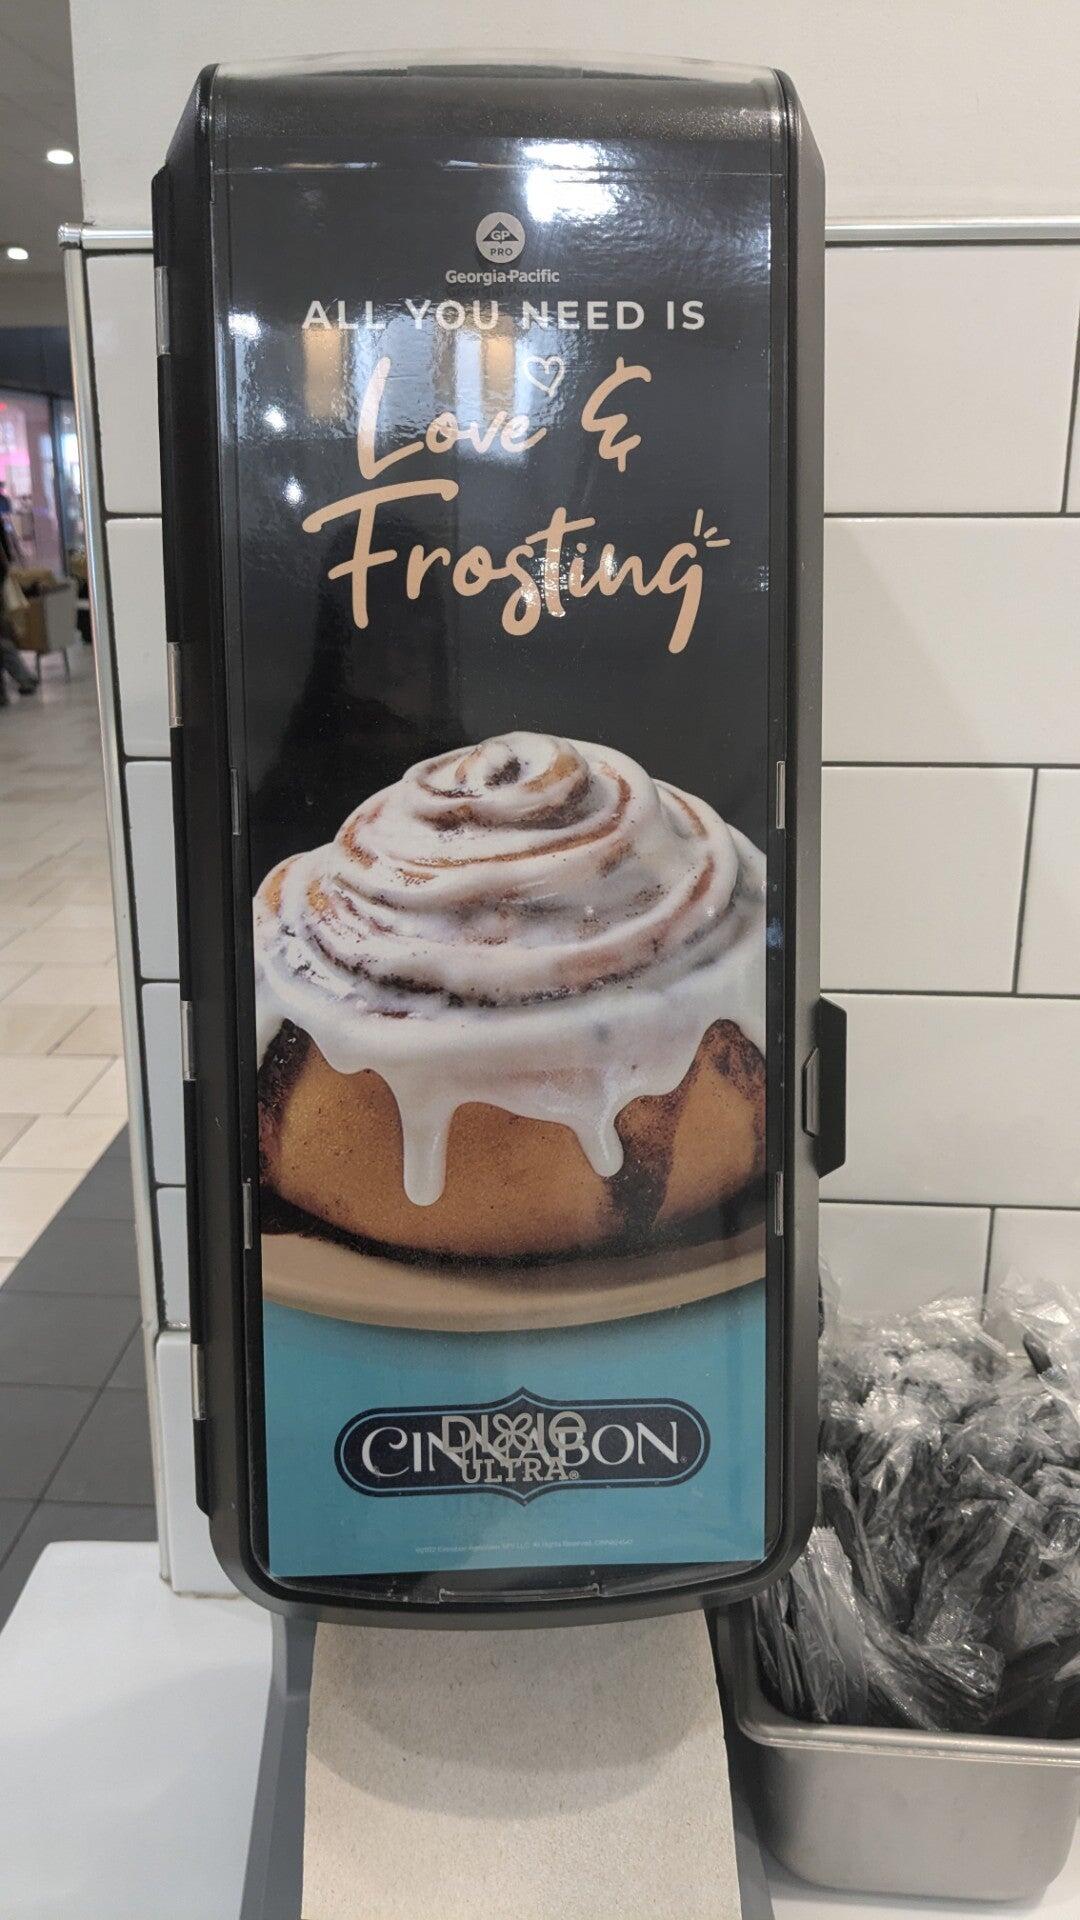 GP
PRO
Georgia-Pacific
ALL YOU NEED IS
Love &
Frosting
CINNABON
DIXIE
ULTRA®